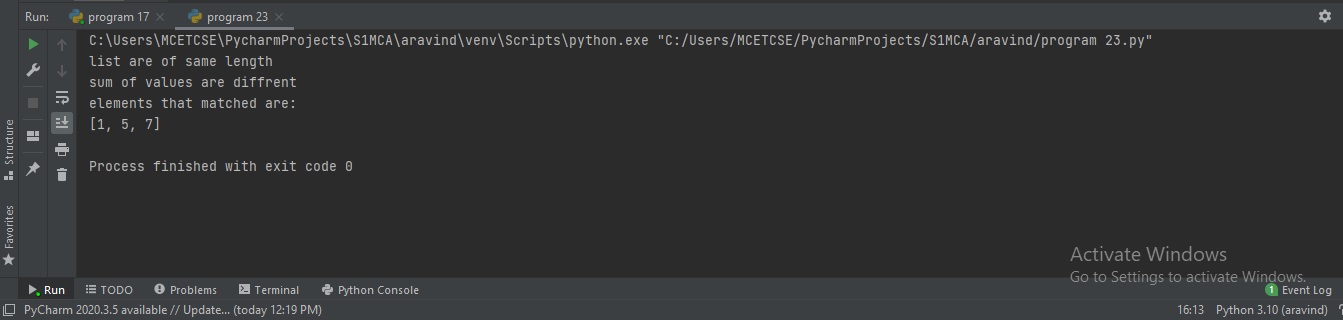 Run: program 17 × program 23 ×
C:\Users\MCETCSE\PycharmProjects\S1MCA\aravind\venv\Scripts\python.exe "C:/Users/MCETCSE/PycharmProjects/S1MCA/aravind/program 23.py"
list are of same length
sum of values are diffrent
elements that matched are:
[1, 5, 7]
Process finished with exit code 0
Structure
Favorites
Activate Windows
Go to Settings to activate Windows.
Run TODO Problems Terminal Python Console 1 Event Log
PyCharm 2020.3.5 available // Update... (today 12:19 PM) 16:13 Python 3.10 (aravind)